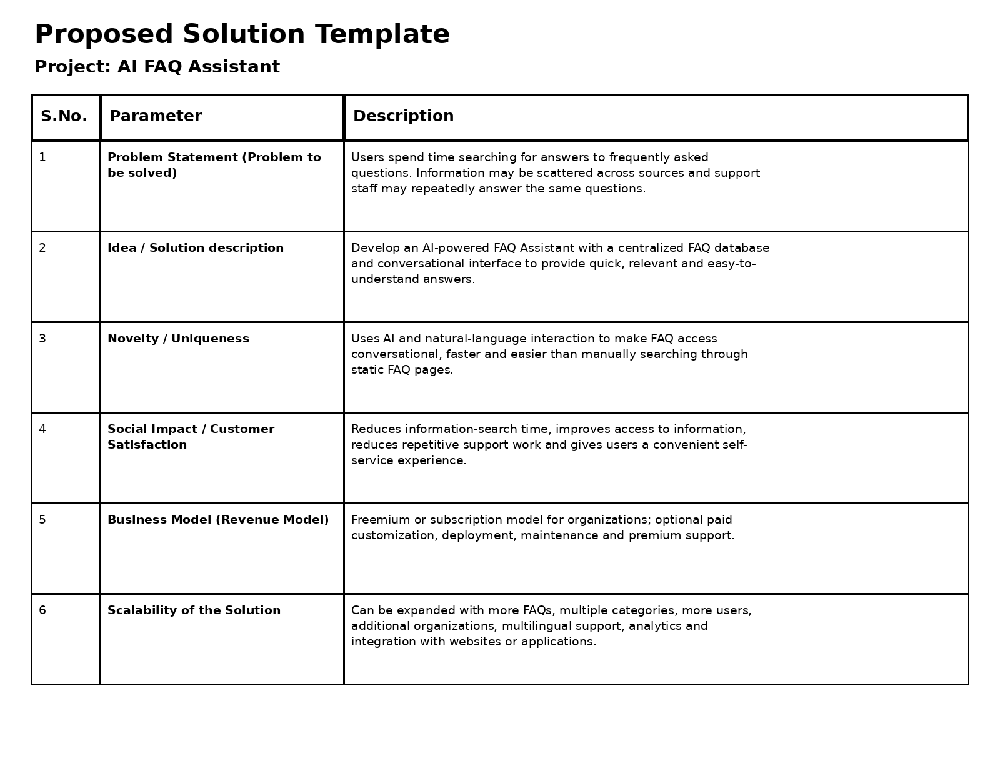 Proposed Solution Template
Project: AI FAQ Assistant
S.No. Parameter Description
1 Problem Statement (Problem to be solved) Users spend time searching for answers to frequently asked
questions. Information may be scattered across sources and support
staff may repeatedly answer the same questions.
2 Idea / Solution description Develop an AI-powered FAQ Assistant with a centralized FAQ database
and conversational interface to provide quick, relevant and easy-to-
understand answers.
3 Novelty / Uniqueness Uses AI and natural-language interaction to make FAQ access
conversational, faster and easier than manually searching through
static FAQ pages.
4 Social Impact / Customer Satisfaction Reduces information-search time, improves access to information,
reduces repetitive support work and gives users a convenient self-
service experience.
5 Business Model (Revenue Model) Freemium or subscription model for organizations; optional paid
customization, deployment, maintenance and premium support.
6 Scalability of the Solution Can be expanded with more FAQs, multiple categories, more users,
additional organizations, multilingual support, analytics and
integration with websites or applications.